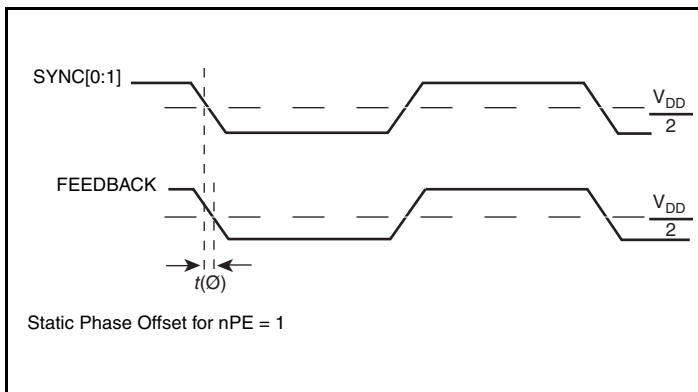 SYNC[0:1]
V_DD
2
FEEDBACK
V_DD
2
t(Ø)
Static Phase Offset for nPE = 1